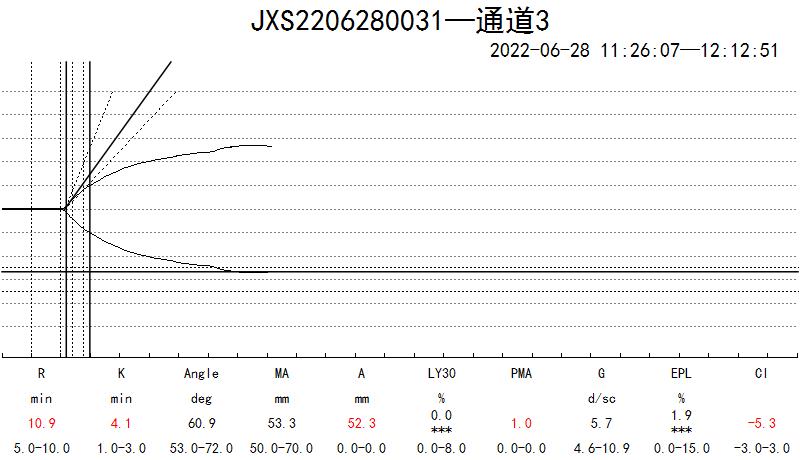 JXS2206280031—通道3
2022-06-28 11:26:07—12:12:51
R K Angle MA A LY30 PMA G EPL CI
min min deg mm mm % d/sc %
10.9 4.1 60.9 53.3 52.3 0.0 1.0 5.7 1.9 -5.3
*** ***
5.0-10.0 1.0-3.0 53.0-72.0 50.0-70.0 0.0-0.0 0.0-8.0 0.0-0.0 4.6-10.9 0.0-15.0 -3.0-3.0